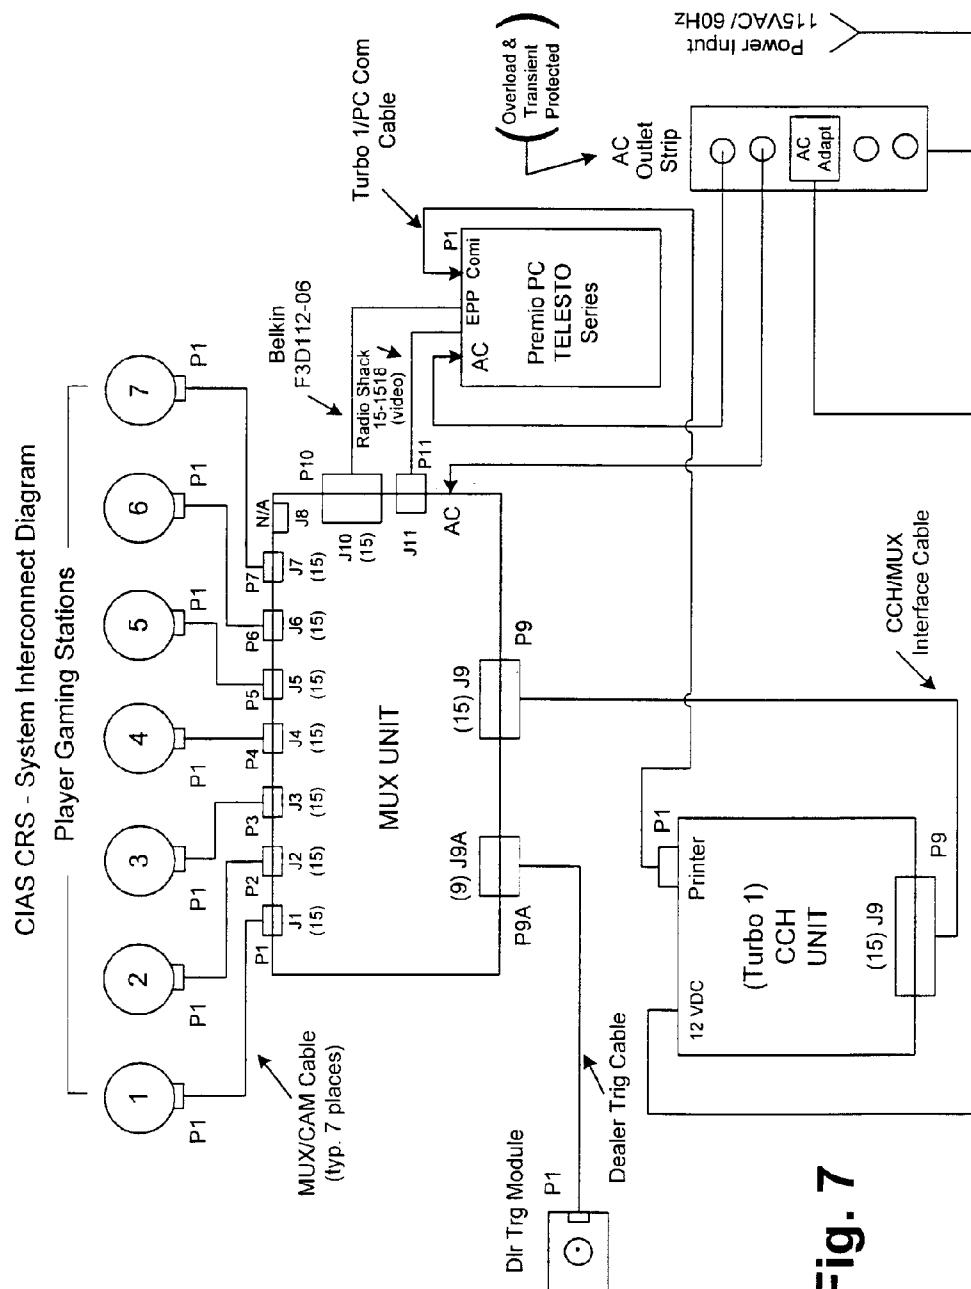 CIAS CRS - System Interconnect Diagram
Player Gaming Stations
1
2
3
4
5
6
7
P1
P1
P1
P1
P1
P1
P1
MUX/CAM Cable
(typ. 7 places)
P1
P2
P3
P4
P5
P6
P7
N/A
J1
(15)
J2
(15)
J3
(15)
J4
(15)
J5
(15)
J6
(15)
J7
(15)
J8
P10
J10
(15)
J11
P11
AC
MUX UNIT
(9) J9A
P9A
(15) J9
P9
Belkin
F3D112-06
Radio Shack
15-1518
(video)
Turbo 1/PC Com
Cable
AC
EPP
Comi
P1
Premio PC
TELESTO
Series
(Overload &
Transient
Protected)
AC
Outlet
Strip
AC
Adapt
Power Input
115VAC/ 60Hz
Dlr Trg Module
P1
Dealer Trig Cable
CCH/MUX
Interface Cable
12 VDC
Printer
P1
(Turbo 1)
CCH
UNIT
(15) J9
P9
Fig. 7